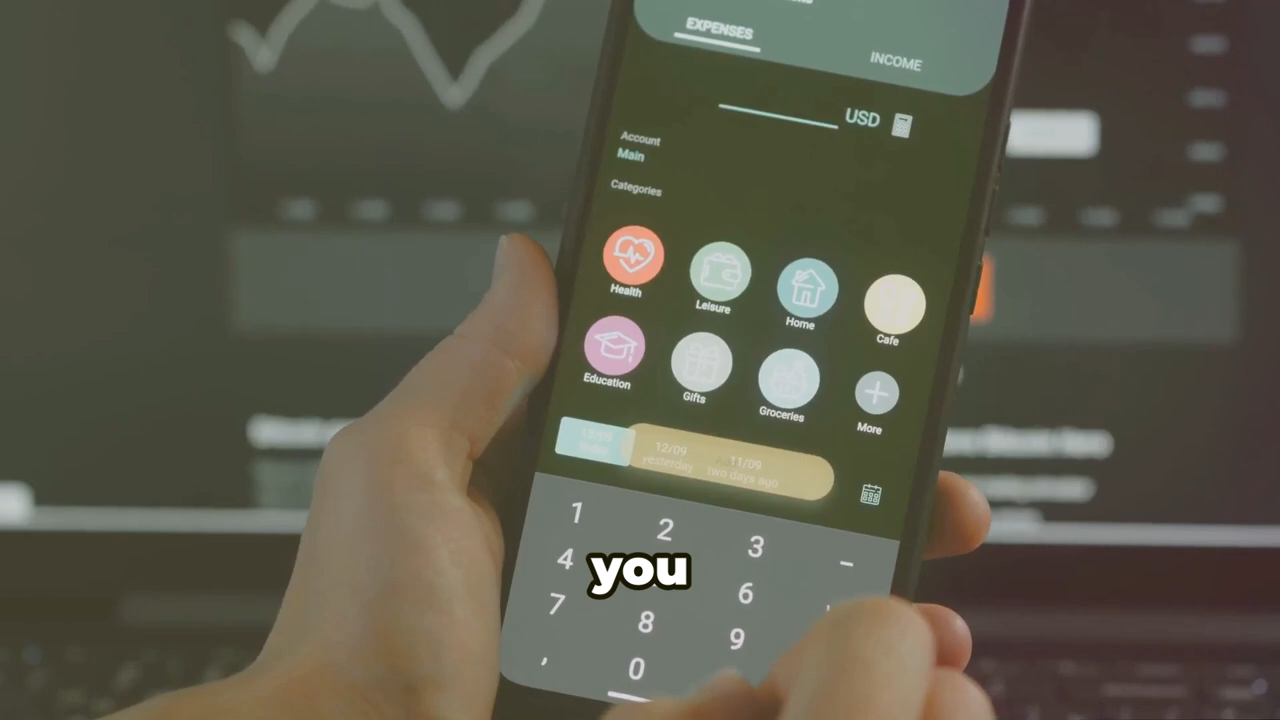 EXPENSES
INCOME
USD
Account
Main
Categories
Health
Leisure
Home
Cafe
Education
Gifts
Groceries
More
12/09
yesterday
11/09
two days ago
1 2 3 -
4 you 6
7 8 9
, 0